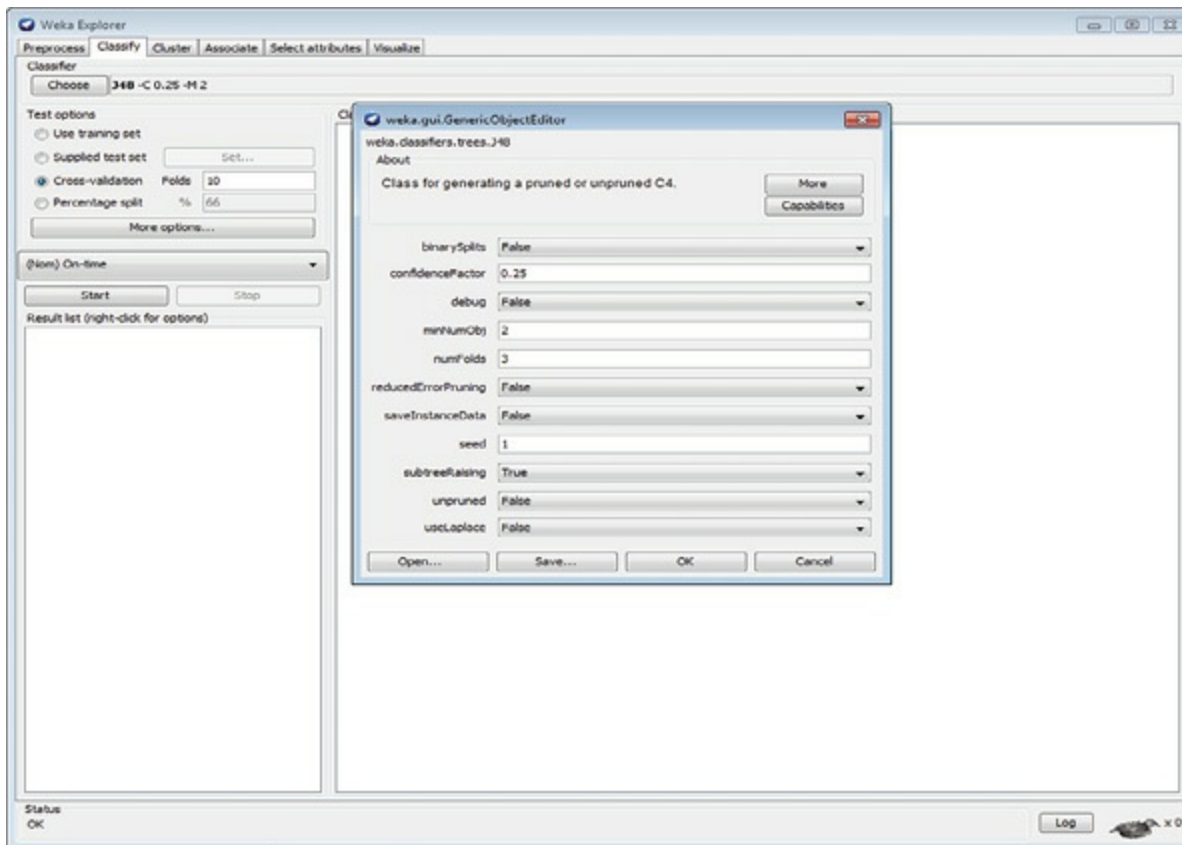 Weka Explorer
Preprocess Classify Cluster Associate Select attributes Visualize
Classifier
Choose J48 -C 0.25 -M 2
Test options
Use training set
Supplied test set Set...
Cross-validation Folds 10
Percentage split % 66
More options...
(Nom) On-time
Start Stop
Result list (right-click for options)
Cl
weka.gui.GenericObjectEditor
weka.classifiers.trees.J48
About
Class for generating a pruned or unpruned C4.
More
Capabilities
binarySplits False
confidenceFactor 0.25
debug False
minNumObj 2
numFolds 3
reducedErrorPruning False
saveInstanceData False
seed 1
subtreeRaising True
unpruned False
useLaplace False
Open... Save... OK Cancel
Status
OK
Log x 0